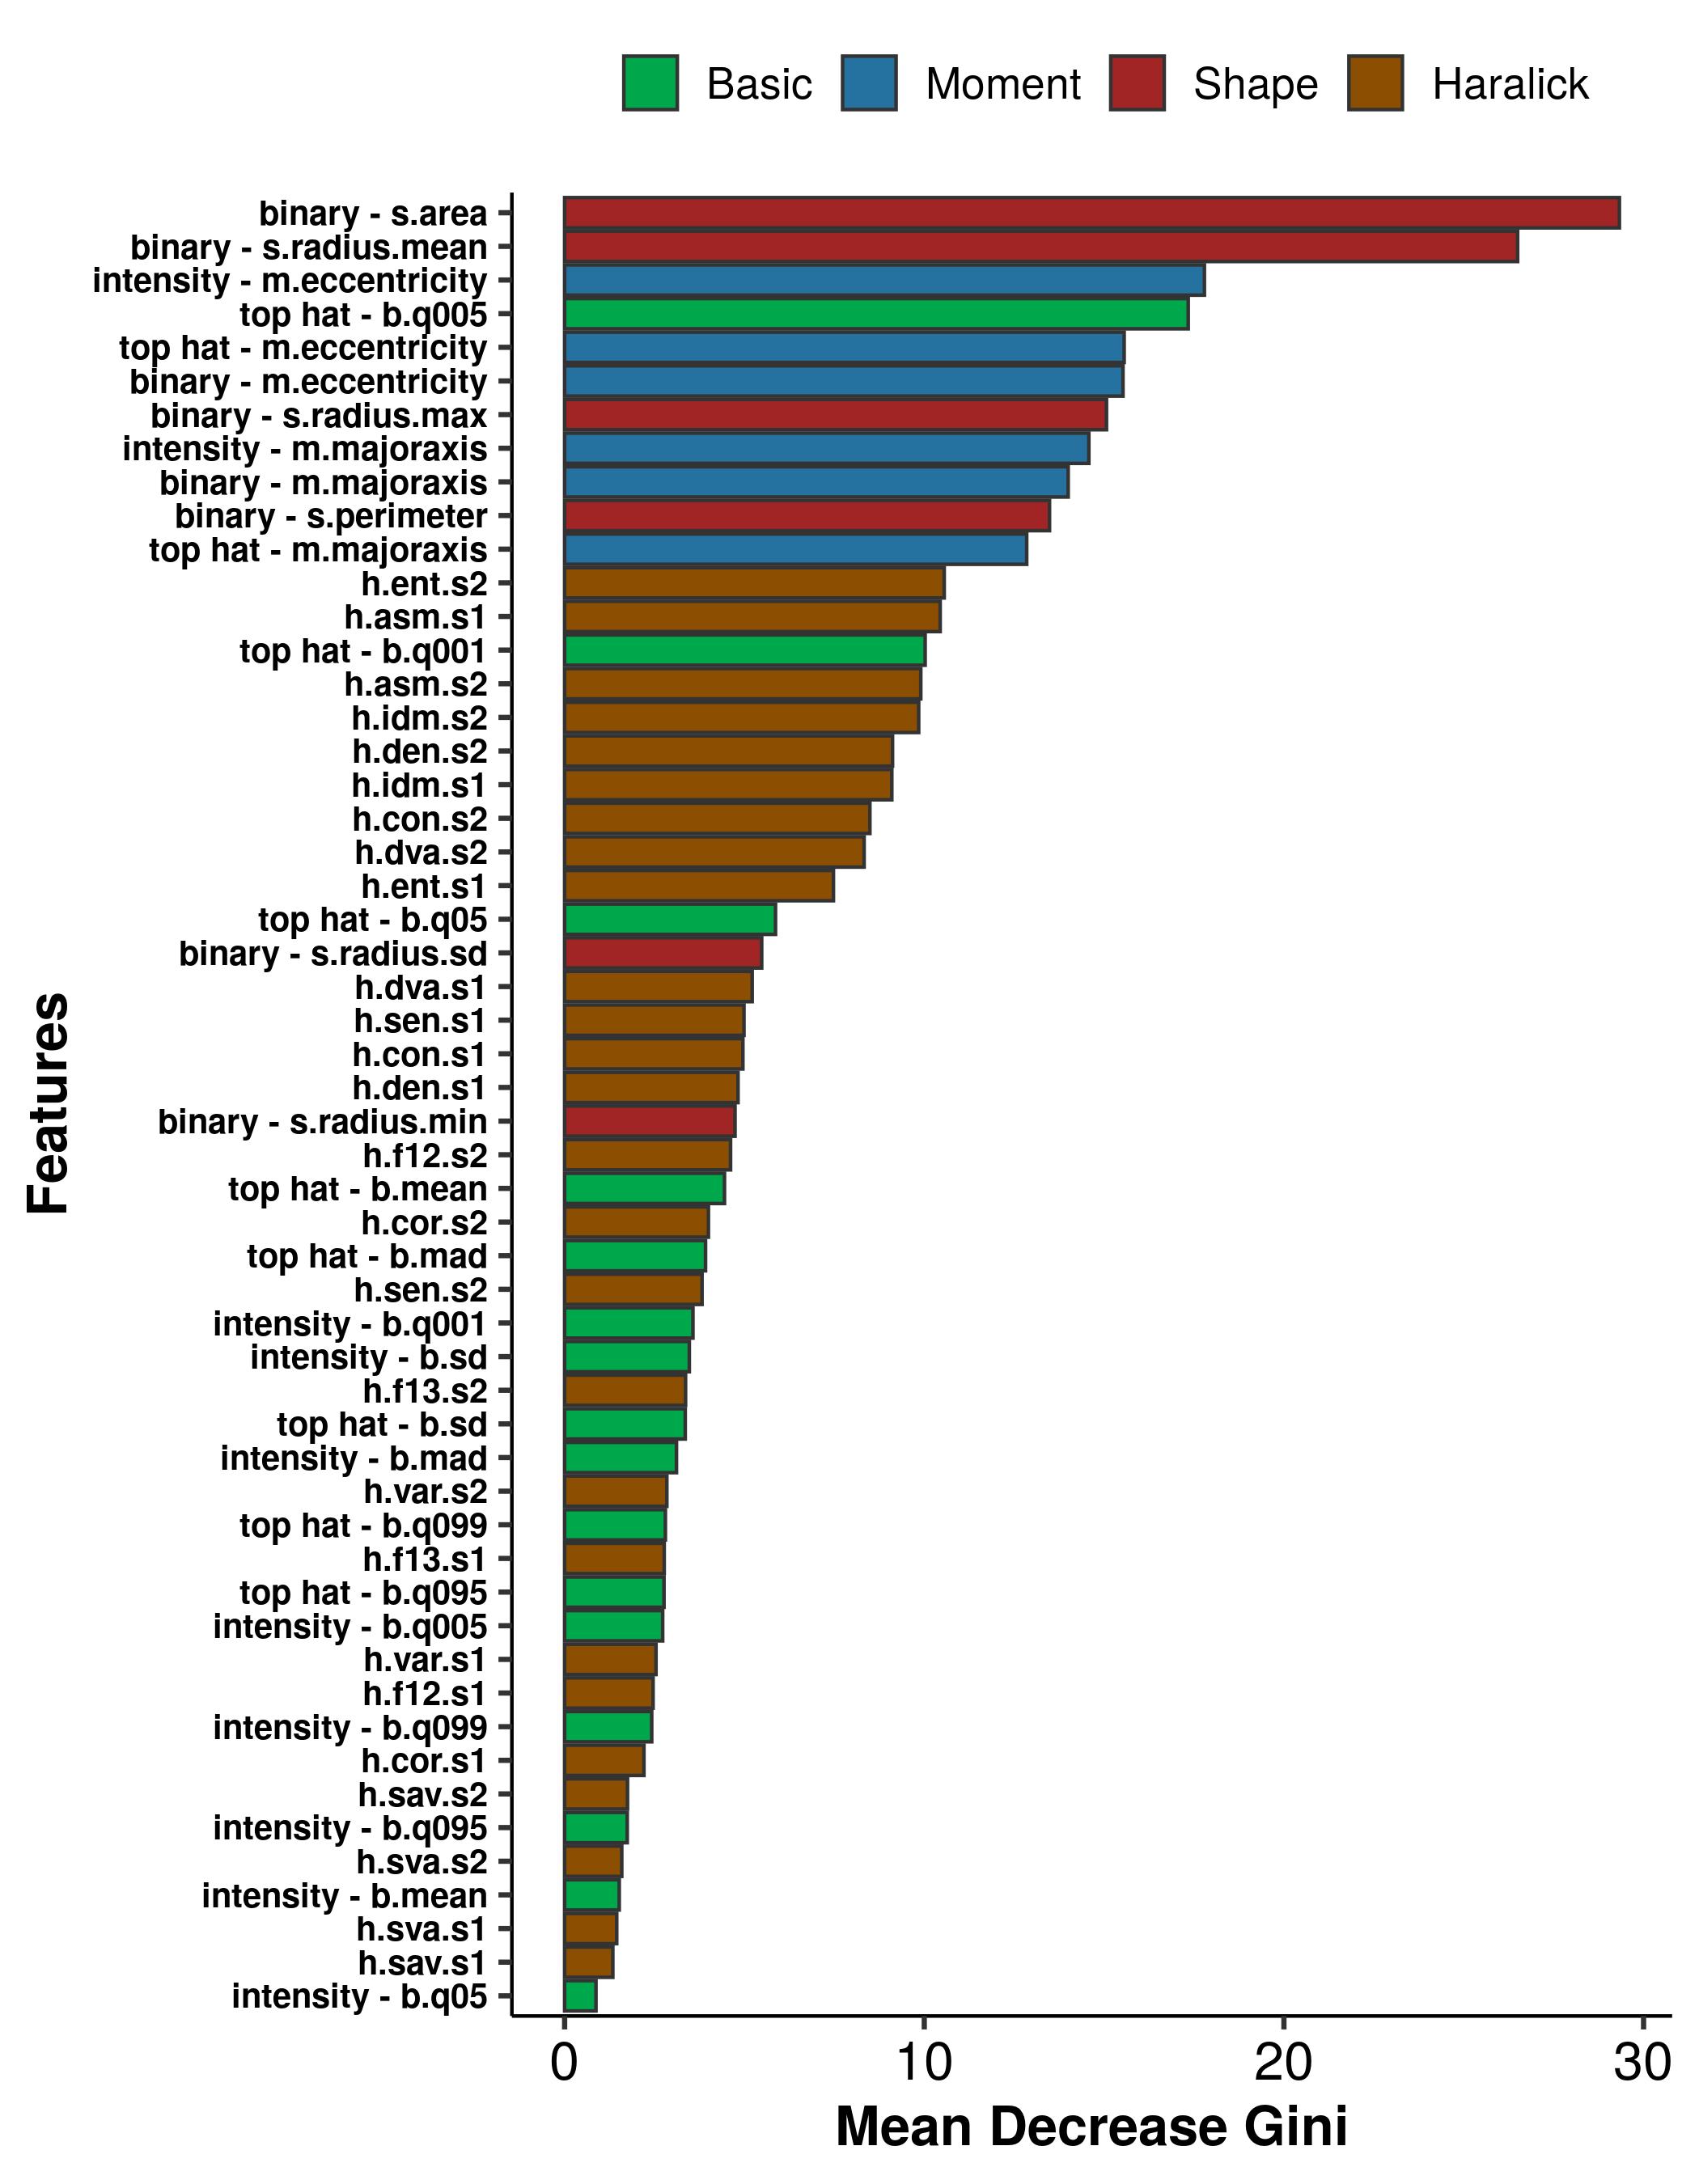 Basic Moment Shape Haralick
binary - s.area
binary - s.radius.mean
intensity - m.eccentricity
top hat - b.q005
top hat - m.eccentricity
binary - m.eccentricity
binary - s.radius.max
intensity - m.majoraxis
binary - m.majoraxis
binary - s.perimeter
top hat - m.majoraxis
h.ent.s2
h.asm.s1
top hat - b.q001
h.asm.s2
h.idm.s2
h.den.s2
h.idm.s1
h.con.s2
h.dva.s2
h.ent.s1
top hat - b.q05
binary - s.radius.sd
h.dva.s1
h.sen.s1
h.con.s1
h.den.s1
binary - s.radius.min
h.f12.s2
top hat - b.mean
h.cor.s2
top hat - b.mad
h.sen.s2
intensity - b.q001
intensity - b.sd
h.f13.s2
top hat - b.sd
intensity - b.mad
h.var.s2
top hat - b.q099
h.f13.s1
top hat - b.q095
intensity - b.q005
h.var.s1
h.f12.s1
intensity - b.q099
h.cor.s1
h.sav.s2
intensity - b.q095
h.sva.s2
intensity - b.mean
h.sva.s1
h.sav.s1
intensity - b.q05
Features
0 10 20 30
Mean Decrease Gini